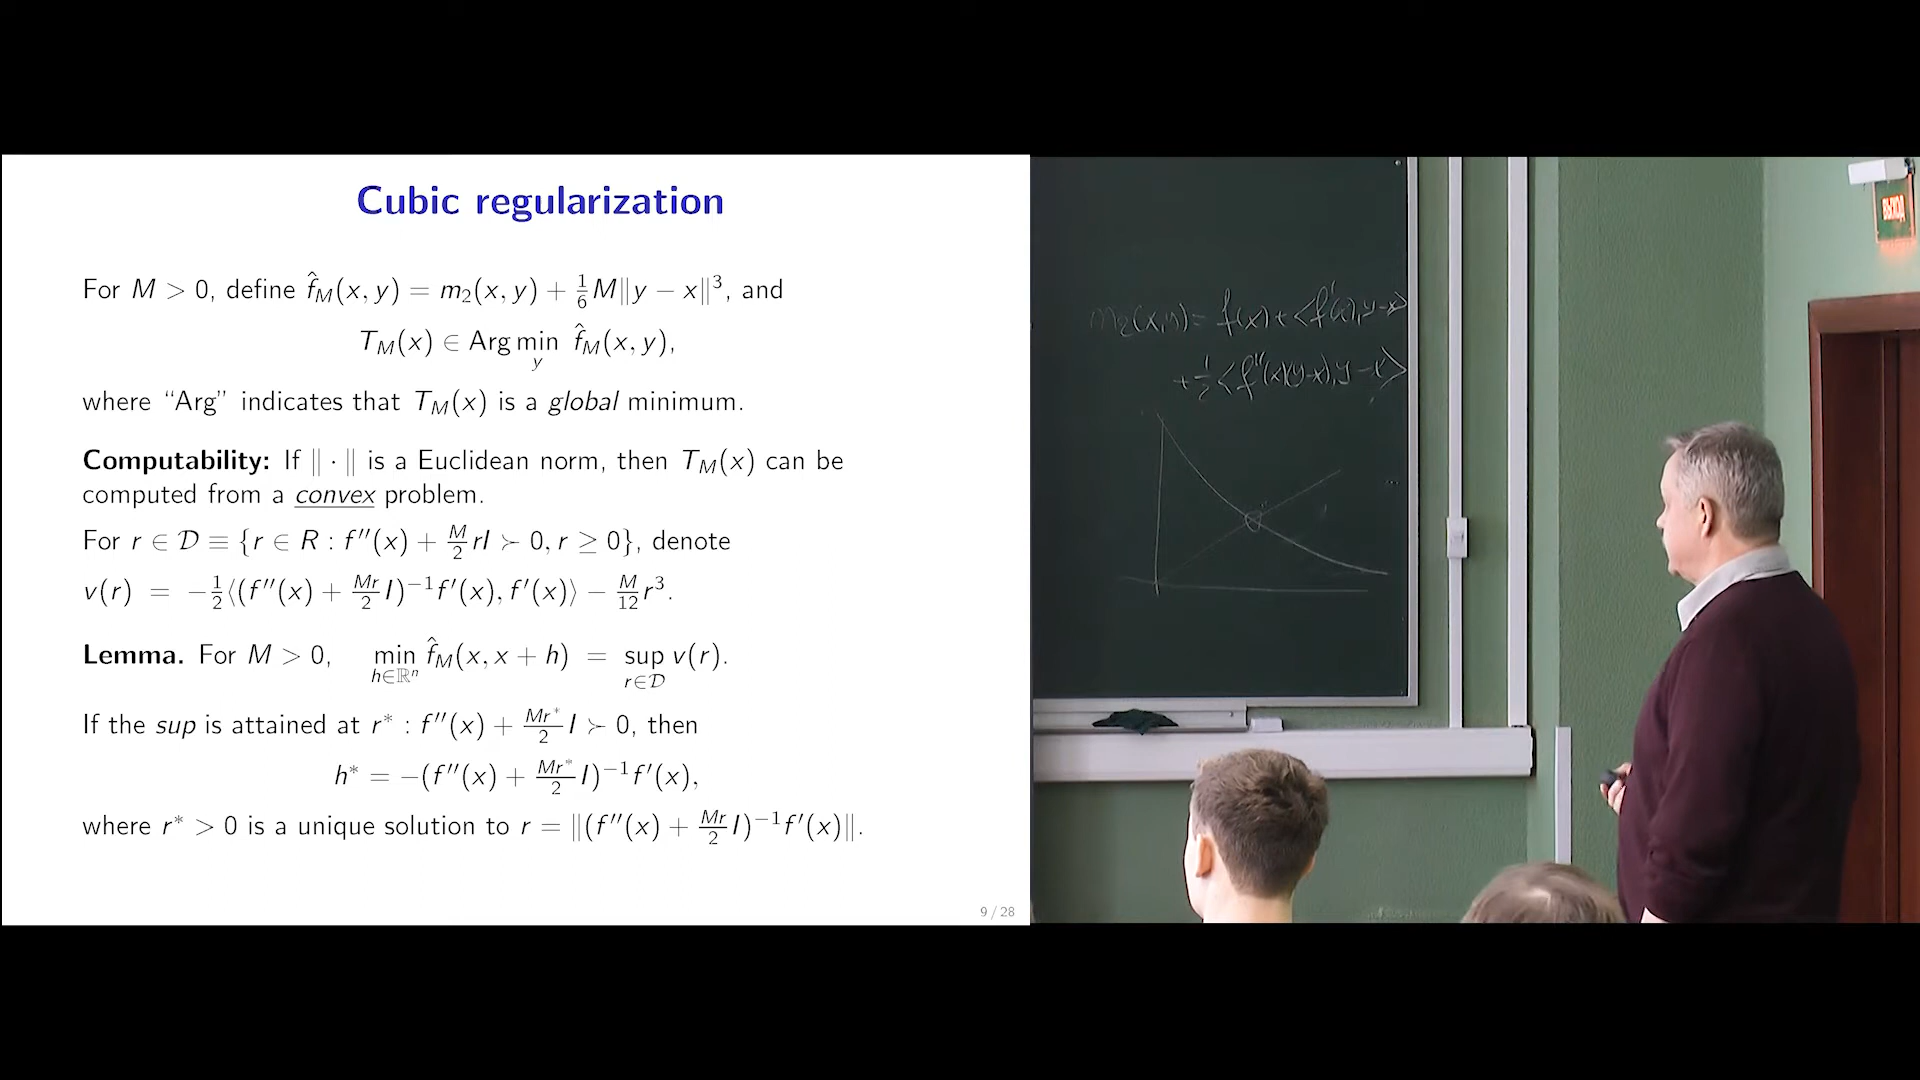 Cubic regularization
For M > 0, define f̂_M(x, y) = m₂(x, y) + 1/6 M‖y − x‖³, and
T_M(x) ∈ Arg min_y f̂_M(x, y),
where “Arg” indicates that T_M(x) is a global minimum.
Computability: If ‖ · ‖ is a Euclidean norm, then T_M(x) can be
computed from a convex problem.
For r ∈ 𝒟 ≡ {r ∈ R : f′′(x) + M/2 rI ≻ 0, r ≥ 0}, denote
v(r) = −1/2⟨(f′′(x) + Mr/2 I)⁻¹f′(x), f′(x)⟩ − M/12 r³.
Lemma. For M > 0, min_{h∈ℝⁿ} f̂_M(x, x + h) = sup_{r∈𝒟} v(r).
If the sup is attained at r* : f′′(x) + Mr*/2 I ≻ 0, then
h* = −(f′′(x) + Mr*/2 I)⁻¹f′(x),
where r* > 0 is a unique solution to r = ‖(f′′(x) + Mr/2 I)⁻¹f′(x)‖.
9 / 28
m₂(x,y) = f(x) + <f′(x), y−x>
+ 1/2 <f′′(x)(y−x), y−x>
ВЫХОД